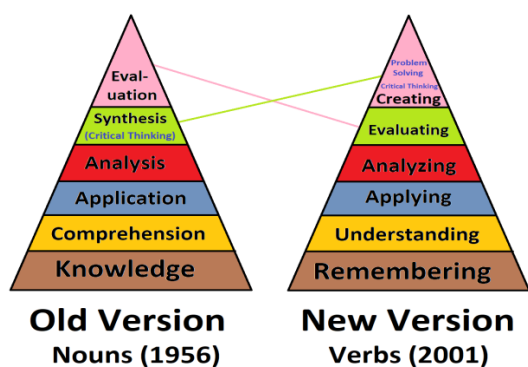 Eval-
uation
Synthesis
(Critical Thinking)
Analysis
Application
Comprehension
Knowledge
Old Version
Nouns (1956)
Problem
Solving
Critical Thinking
Creating
Evaluating
Analyzing
Applying
Understanding
Remembering
New Version
Verbs (2001)